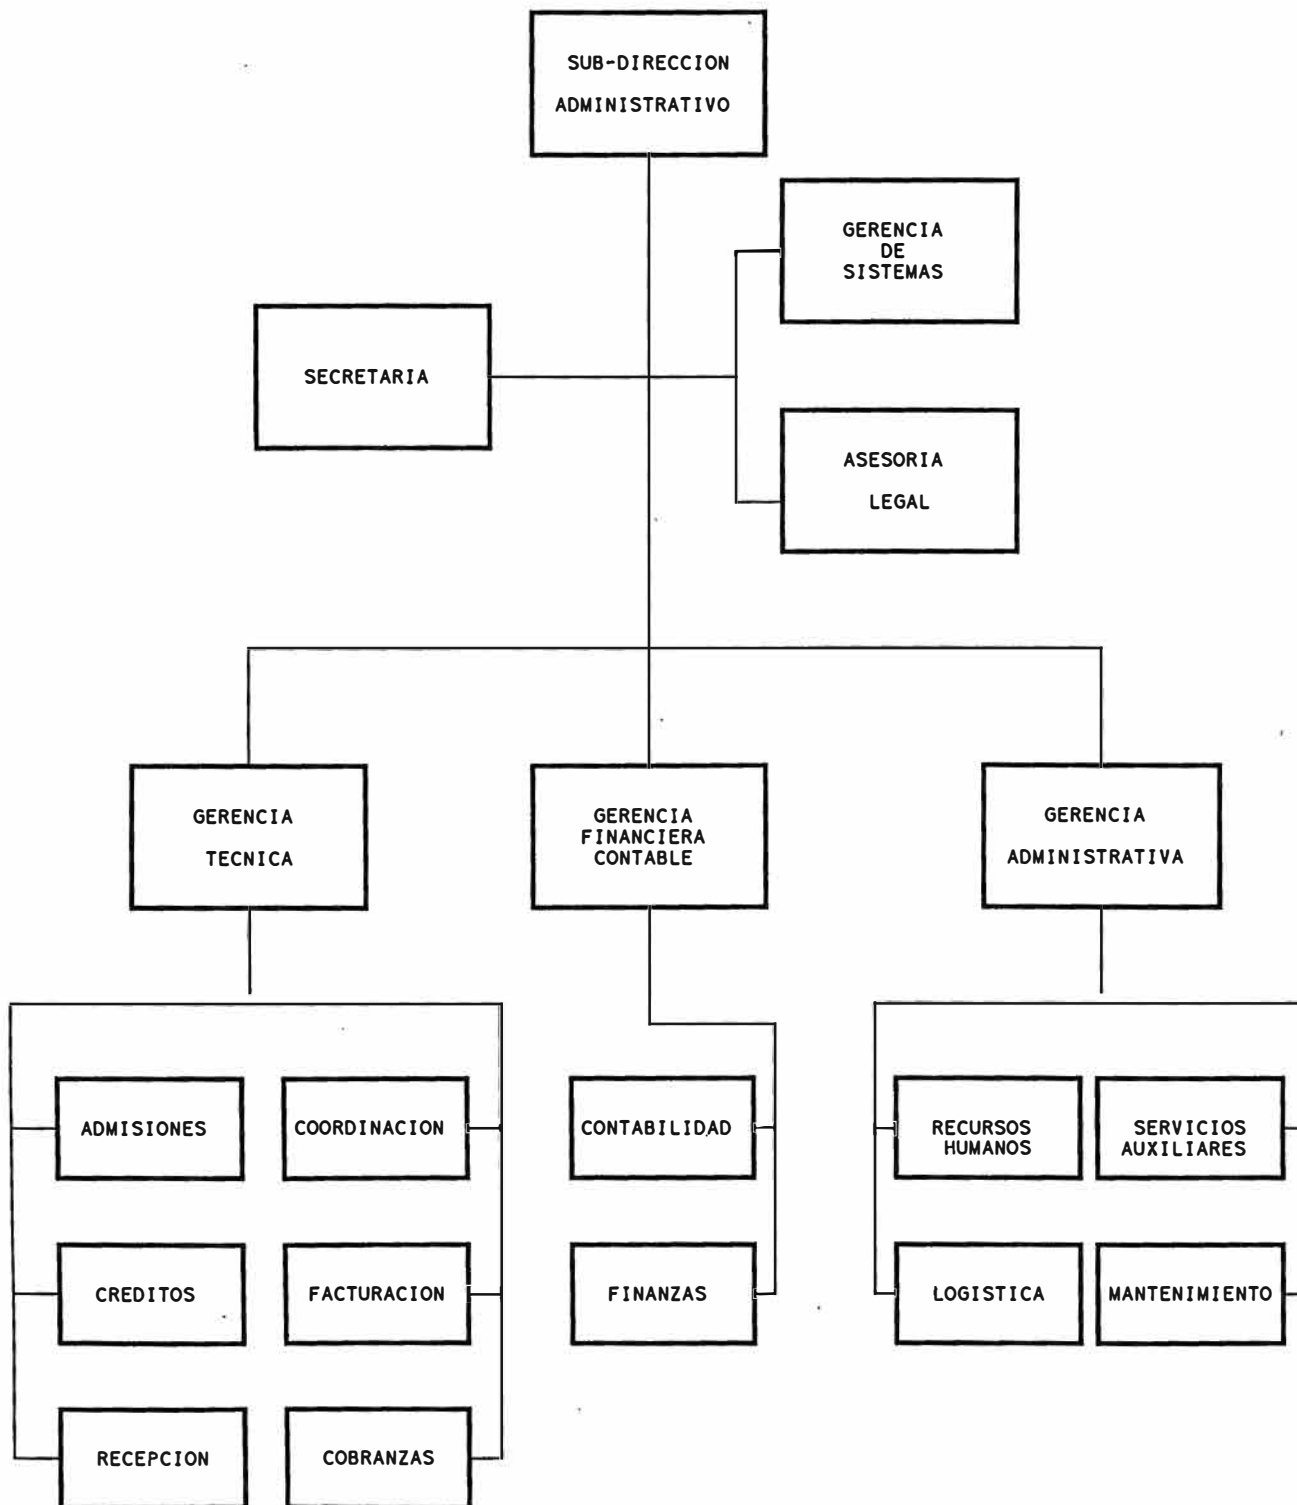 SUB-DIRECCION
ADMINISTRATIVO
GERENCIA
DE
SISTEMAS
SECRETARIA
ASESORIA
LEGAL
GERENCIA
TECNICA
GERENCIA
FINANCIERA
CONTABLE
GERENCIA
ADMINISTRATIVA
ADMISIONES
COORDINACION
CONTABILIDAD
RECURSOS
HUMANOS
SERVICIOS
AUXILIARES
CREDITOS
FACTURACION
FINANZAS
LOGISTICA
MANTENIMIENTO
RECEPCION
COBRANZAS